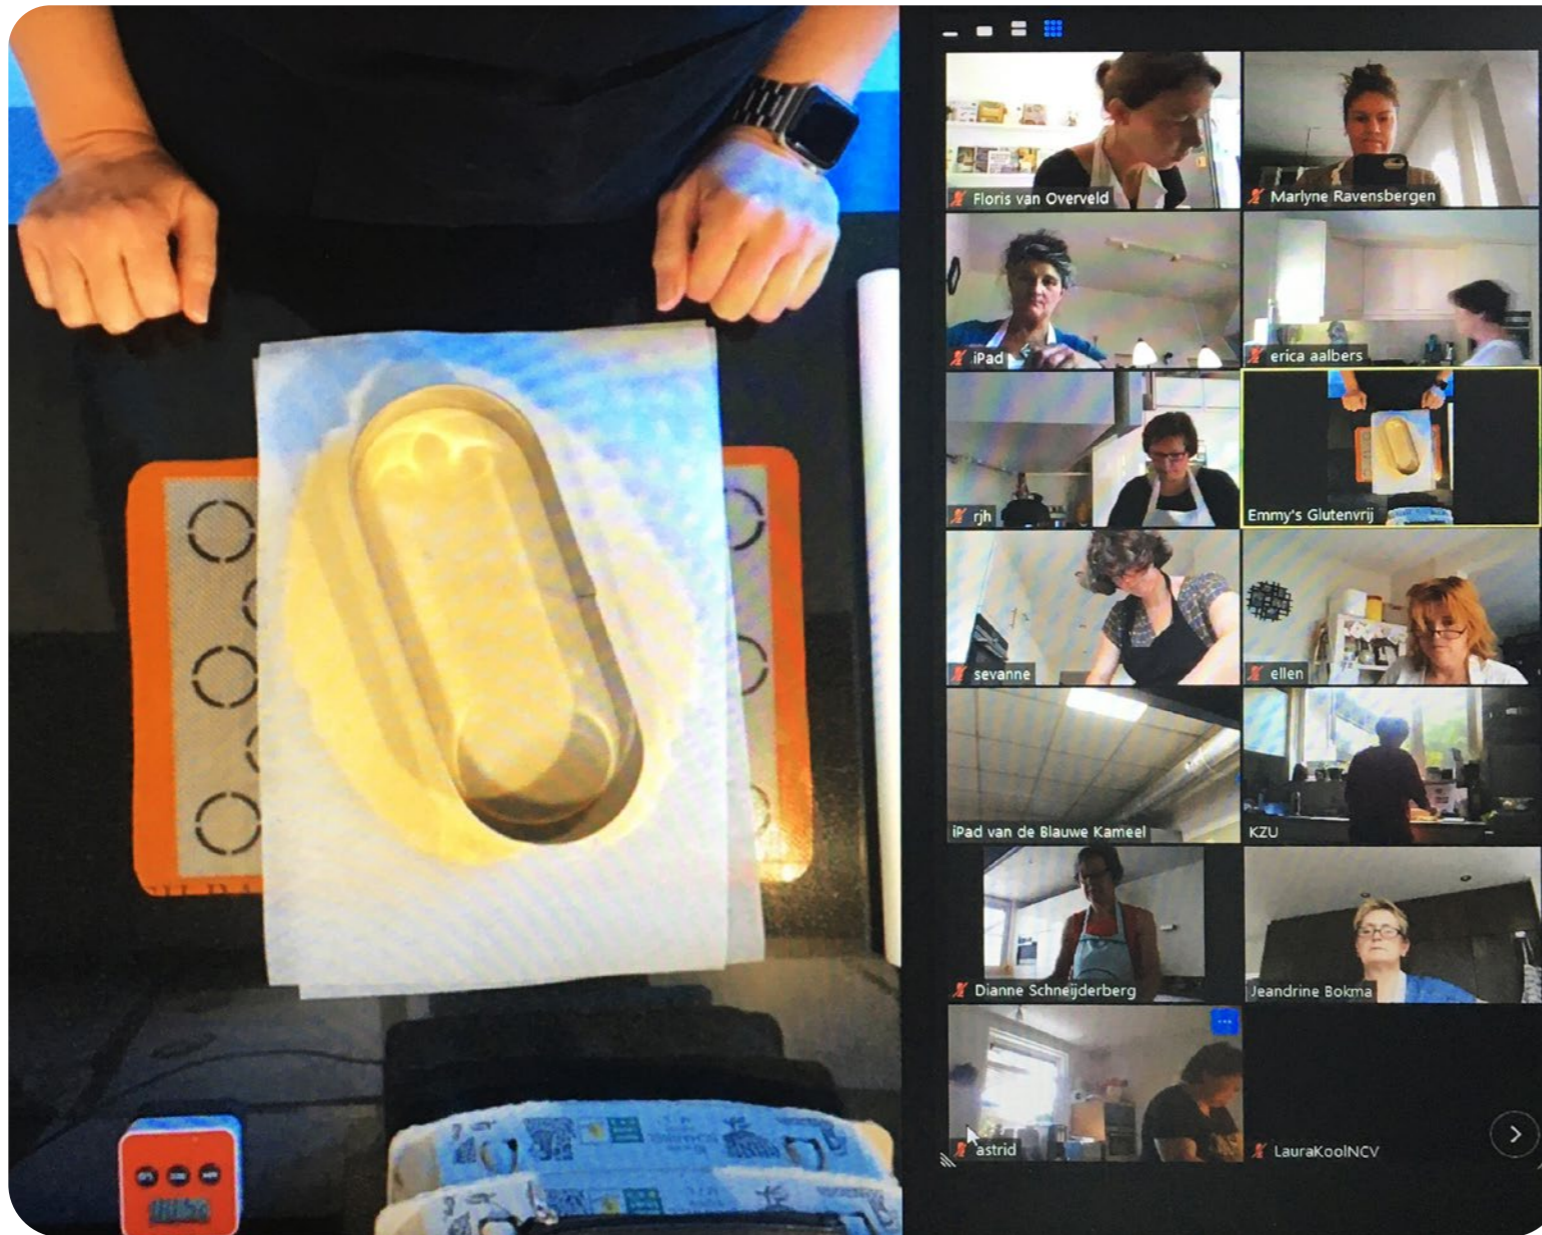 Floris van Overveld
Marlyne Ravensbergen
iPad
erica aalbers
rjh
Emmy's Glutenvrij
sevanne
ellen
iPad van de Blauwe Kameel
KZU
Dianne Schneijderberg
Jeandrine Bokma
astrid
LauraKoolNCV